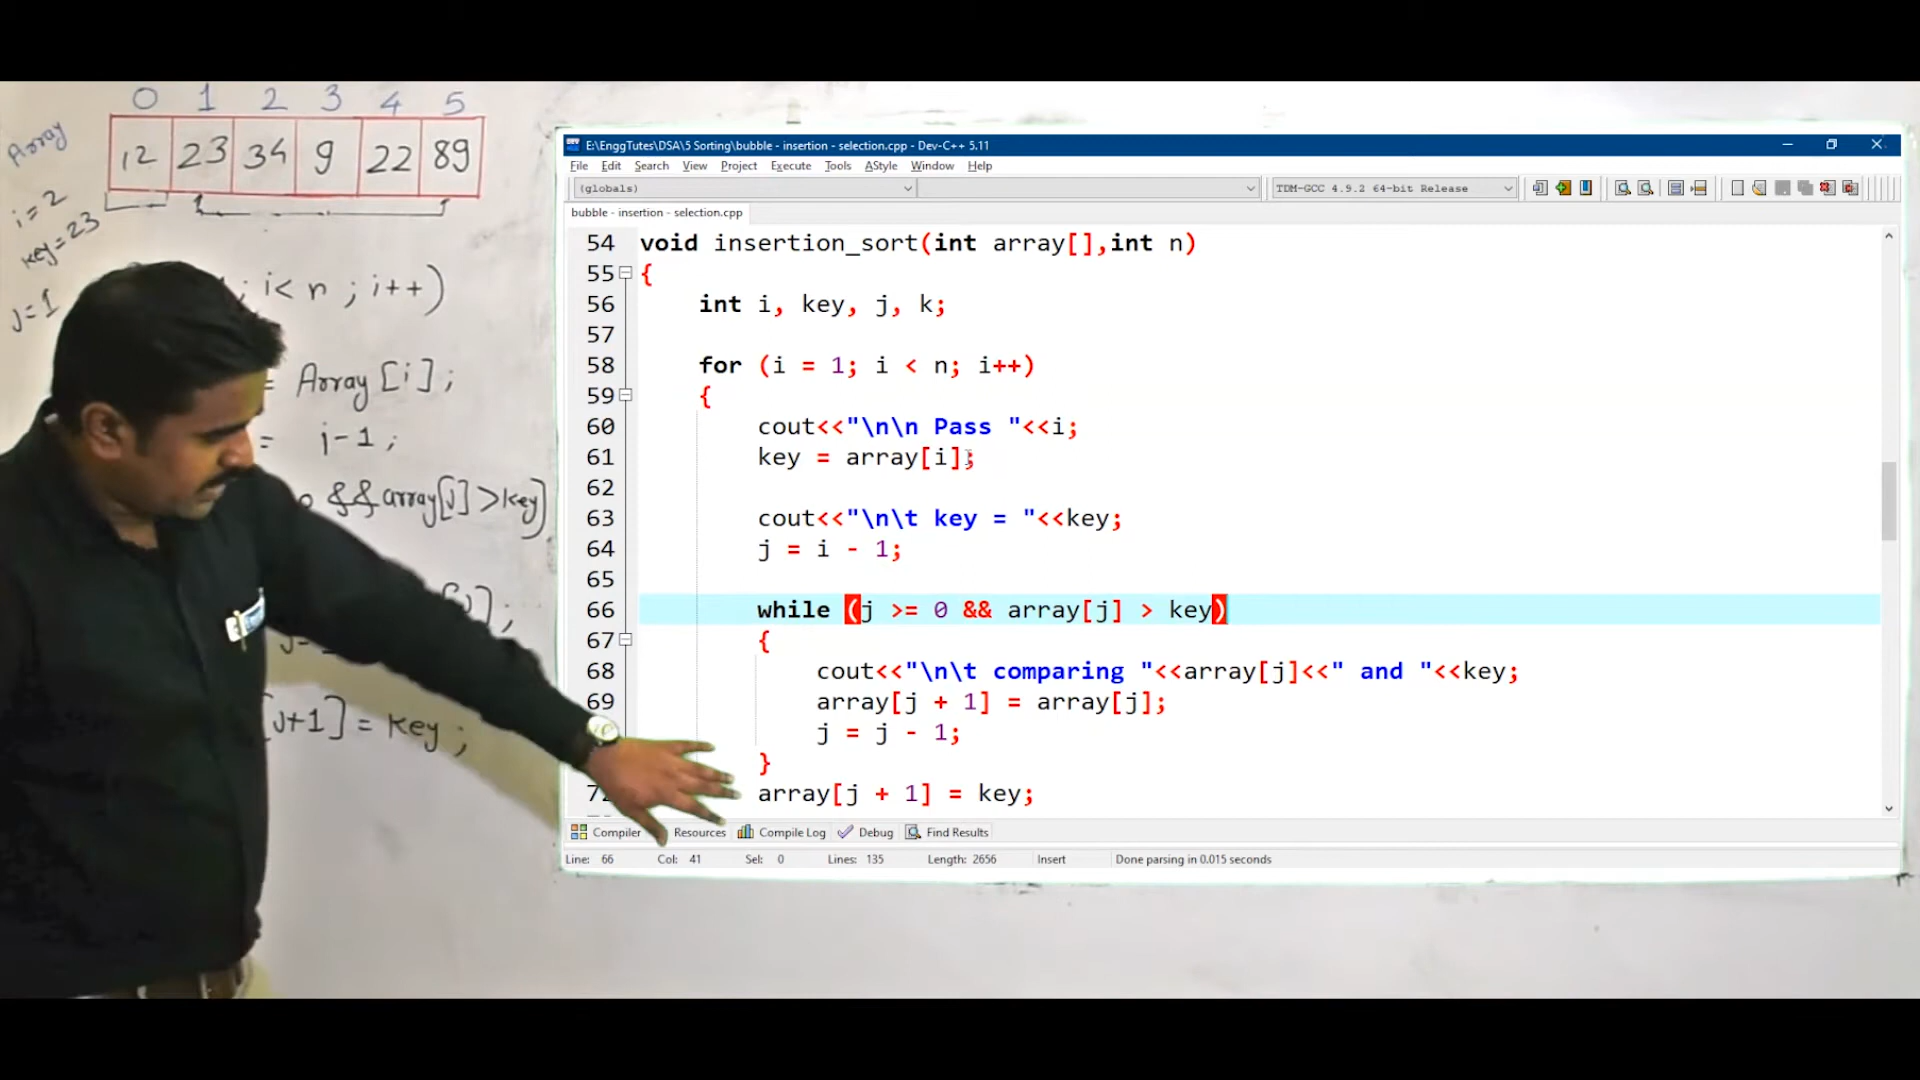 0 1 2 3 4 5
Array
12 23 34 9 22 89
i=2
key=23
j=1
; i<n ; i++)
= Array[i];
= j-1;
&& array[j] >key)
[j+1] = key;
E:\EnggTutes\DSA\5 Sorting\bubble - insertion - selection.cpp - Dev-C++ 5.11
File Edit Search View Project Execute Tools AStyle Window Help
(globals) TDM-GCC 4.9.2 64-bit Release
bubble - insertion - selection.cpp
54 void insertion_sort(int array[],int n)
55 {
56 int i, key, j, k;
57
58 for (i = 1; i < n; i++)
59 {
60 cout<<"\n\n Pass "<<i;
61 key = array[i];
62
63 cout<<"\n\t key = "<<key;
64 j = i - 1;
65
66 while (j >= 0 && array[j] > key)
67 {
68 cout<<"\n\t comparing "<<array[j]<<" and "<<key;
69 array[j + 1] = array[j];
j = j - 1;
}
72 array[j + 1] = key;
Compiler Resources Compile Log Debug Find Results
Line: 66 Col: 41 Sel: 0 Lines: 135 Length: 2656 Insert Done parsing in 0.015 seconds